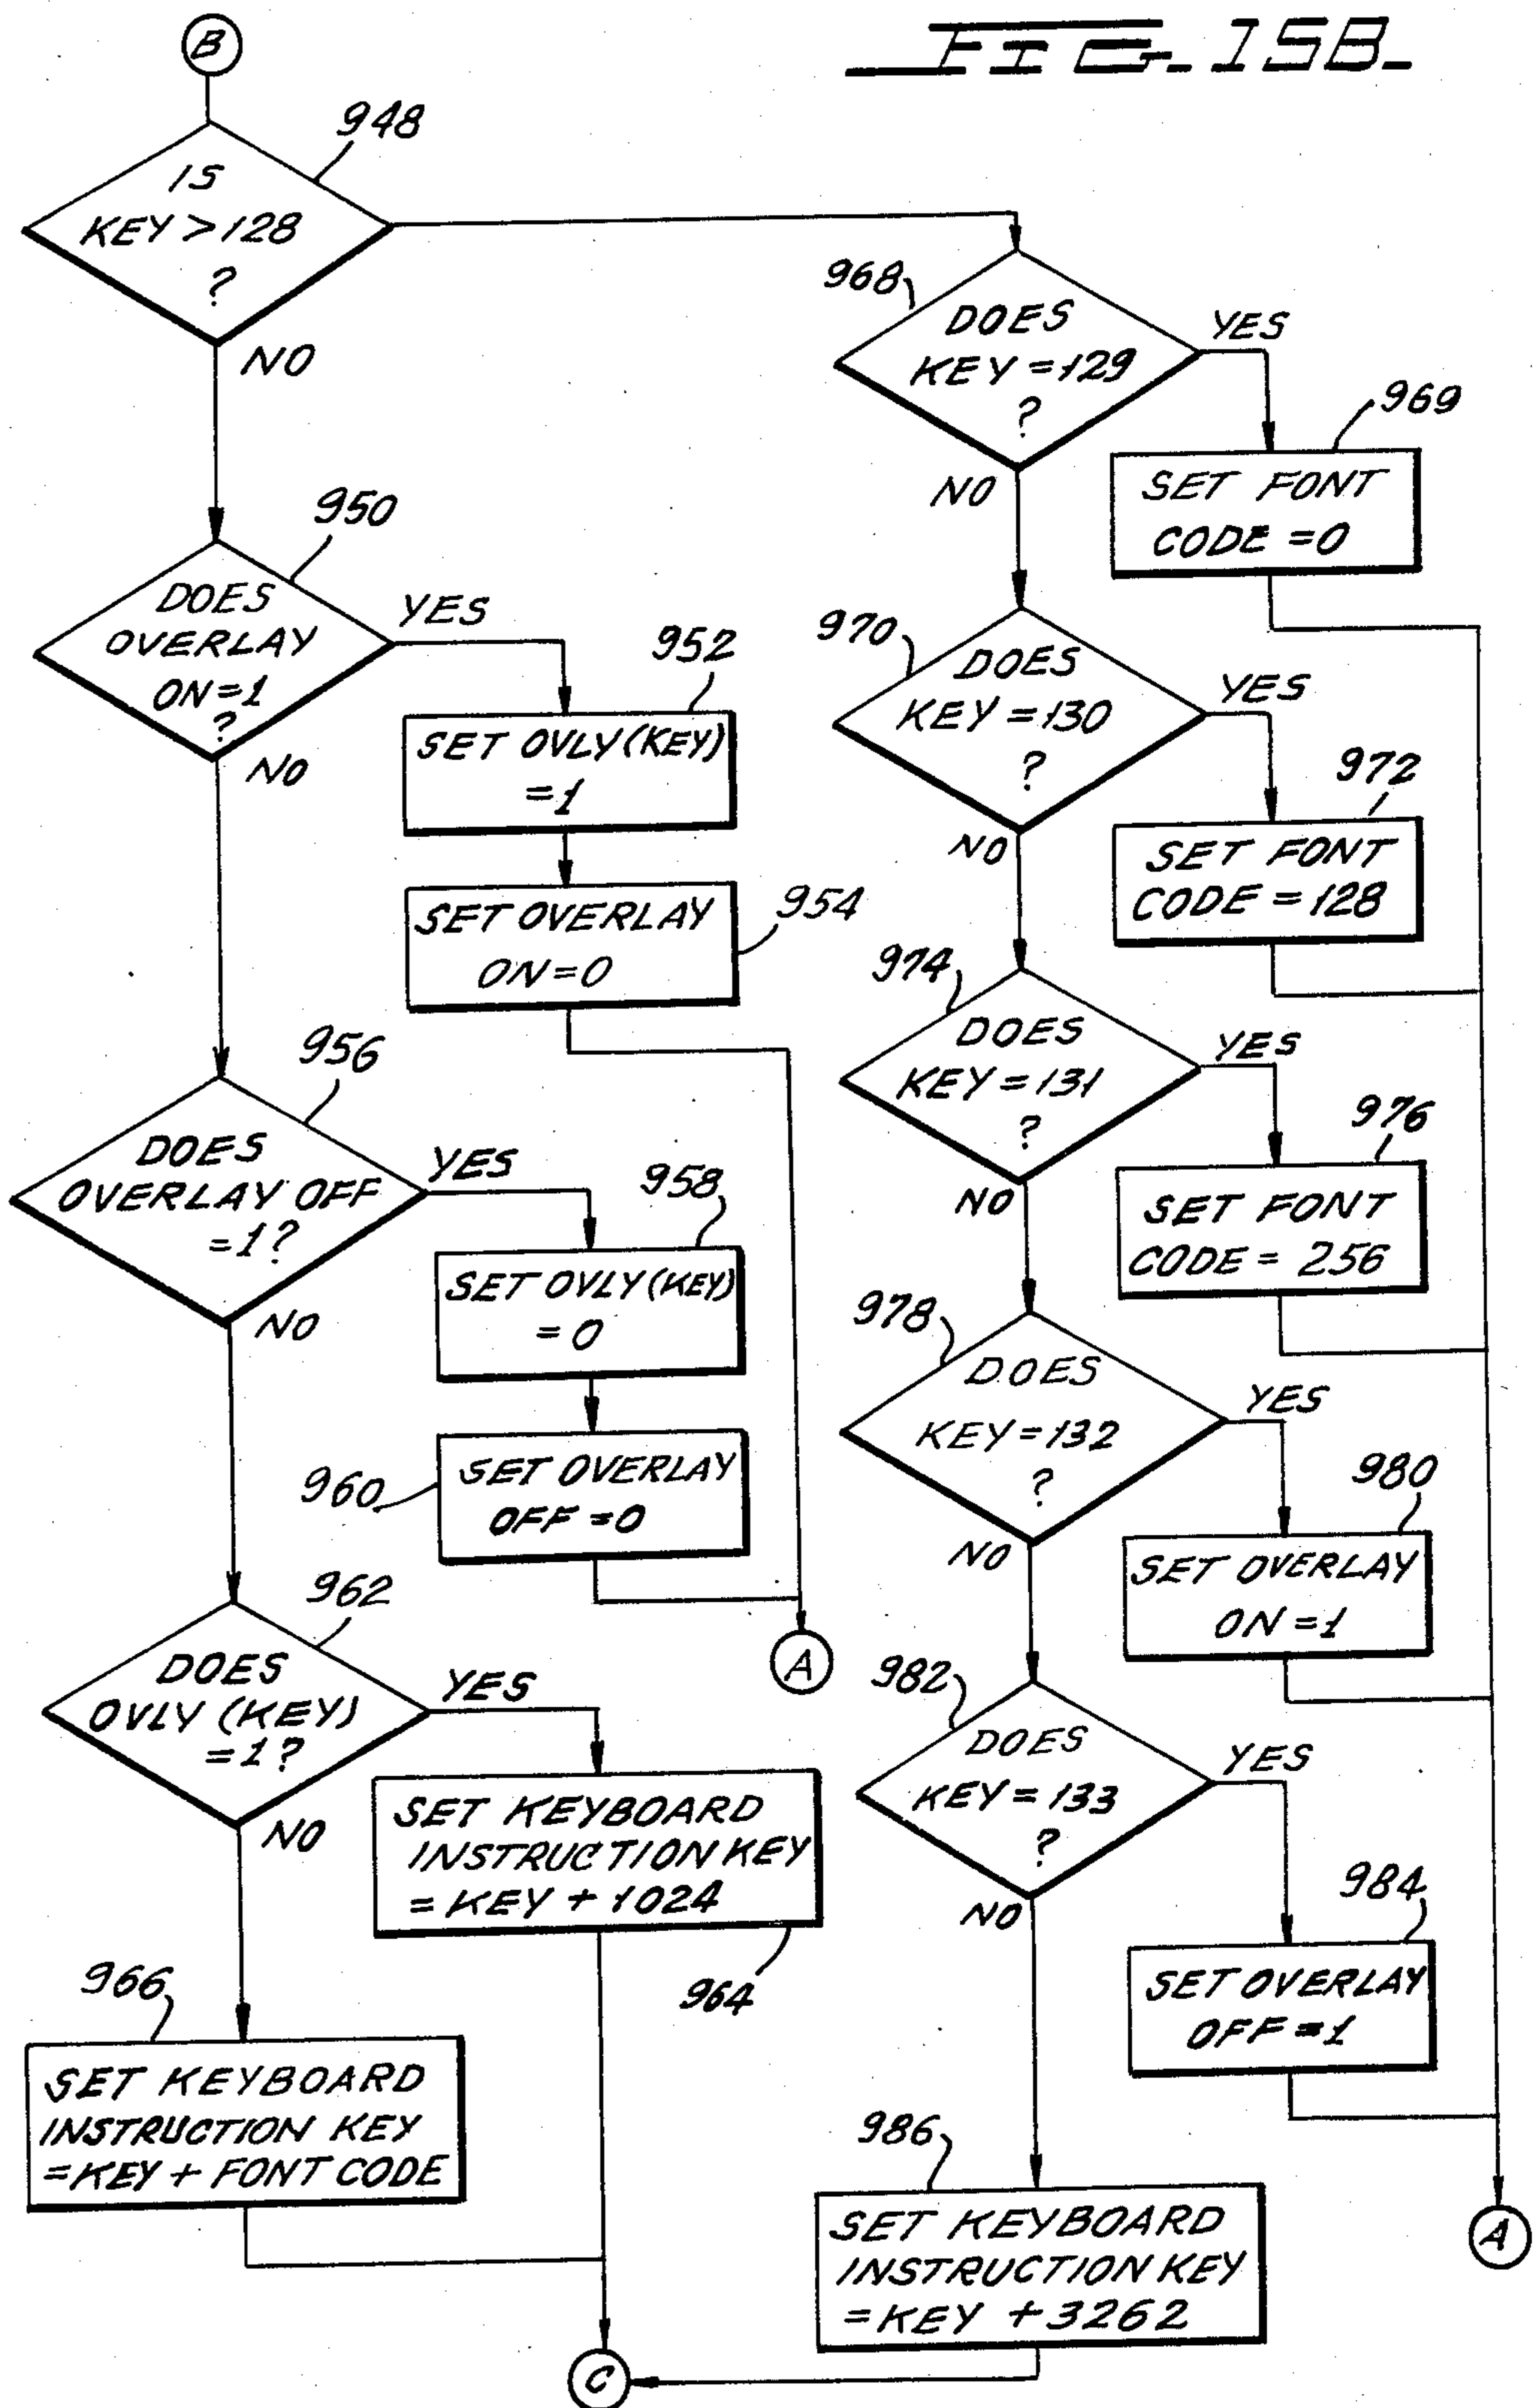 FIG. 15B.
B
948
IS
KEY > 128
?
NO
950
DOES
OVERLAY
ON=1
?
YES
NO
952
SET OVLY (KEY)
=1
SET OVERLAY
ON=0
954
956
DOES
OVERLAY OFF
=1?
YES
NO
958
SET OVLY (KEY)
= 0
960
SET OVERLAY
OFF =0
A
962
DOES
OVLY (KEY)
=1?
YES
NO
SET KEYBOARD
INSTRUCTION KEY
= KEY + 1024
964
966
SET KEYBOARD
INSTRUCTION KEY
=KEY + FONT CODE
C
968
DOES
KEY =129
?
YES
NO
969
SET FONT
CODE =0
970
DOES
KEY =130
?
YES
NO
972
SET FONT
CODE = 128
974
DOES
KEY =131
?
YES
NO
976
SET FONT
CODE = 256
978
DOES
KEY =132
?
YES
NO
980
SET OVERLAY
ON =1
982
DOES
KEY = 133
?
YES
NO
984
SET OVERLAY
OFF =1
986
SET KEYBOARD
INSTRUCTION KEY
=KEY +3262
A